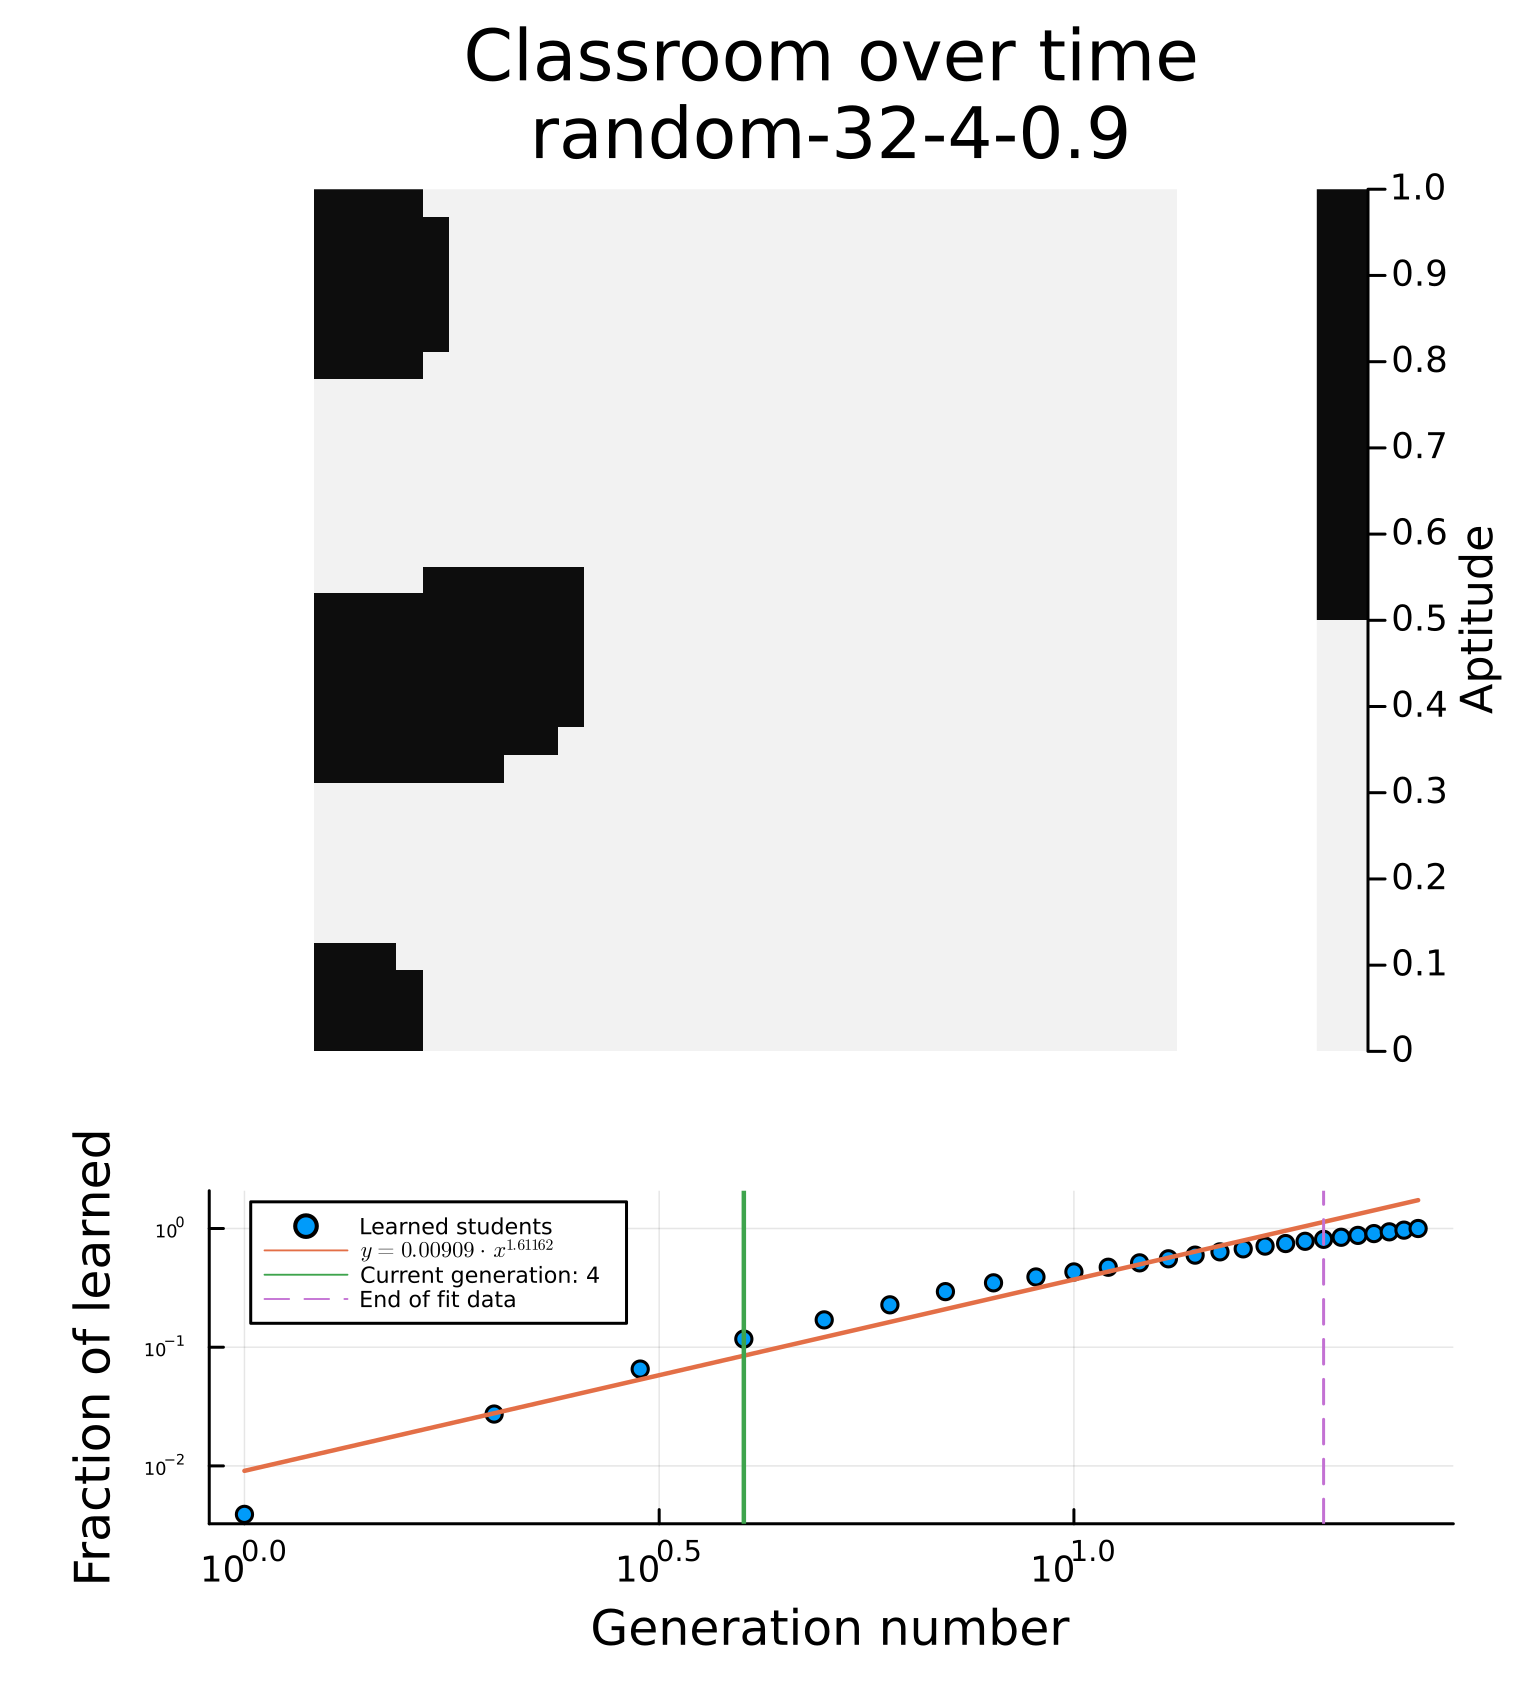 Classroom over time
random-32-4-0.9
1.0
0.9
0.8
0.7
0.6
0.5
0.4
0.3
0.2
0.1
0
Aptitude
Fraction of learned
10^0
10^-1
10^-2
Learned students
y = 0.00909 · x^1.61162
Current generation: 4
End of fit data
10^0.0
10^0.5
10^1.0
Generation number